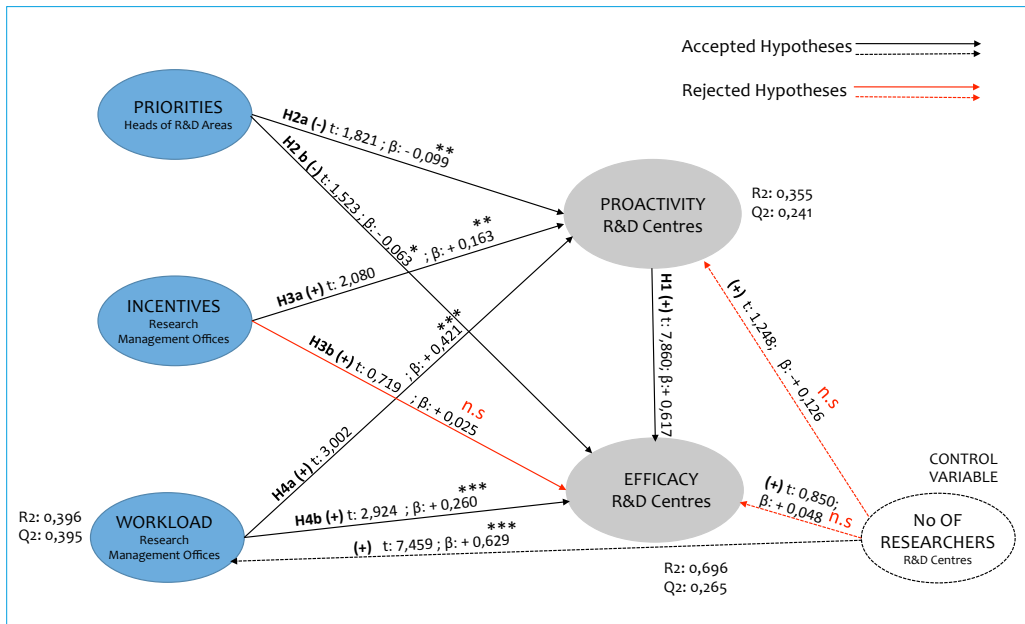 Accepted Hypotheses
Rejected Hypotheses
PRIORITIES
Heads of R&D Areas
H2a (-) t: 1,821 ; β: - 0,099 **
H2 b (-) t: 1,523 ; β: - 0,063 *
PROACTIVITY
R&D Centres
R2: 0,355
Q2: 0,241
INCENTIVES
Research
Management Offices
H3a (+) t: 2,080 ; β: + 0,163 **
H3b (+) t: 0,719 ; β: + 0,025 n.s
H1 (+) t: 7,860; β:+ 0,617
(+) t: 1,248; β: -+ 0,126 n.s
H4a (+) t: 3,002 ; β: + 0,421 ***
EFFICACY
R&D Centres
CONTROL
VARIABLE
(+) t: 0,850;
β: + 0,048 n.s
R2: 0,396
Q2: 0,395
WORKLOAD
Research
Management Offices
H4b (+) t: 2,924 ; β: + 0,260 ***
(+) t: 7,459 ; β: + 0,629 ***
No OF
RESEARCHERS
R&D Centres
R2: 0,696
Q2: 0,265